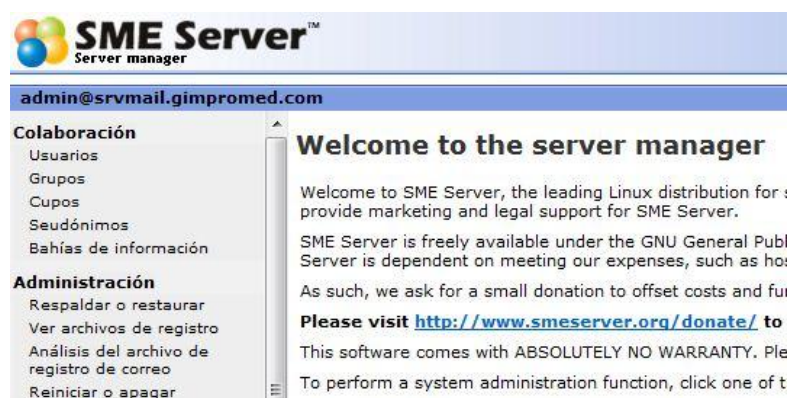 SME Server™
Server manager
admin@srvmail.gimpromed.com
Colaboración
Usuarios
Grupos
Cupos
Seudónimos
Bahías de información
Administración
Respaldar o restaurar
Ver archivos de registro
Análisis del archivo de
registro de correo
Reiniciar o apagar
Welcome to the server manager
Welcome to SME Server, the leading Linux distribution for
provide marketing and legal support for SME Server.
SME Server is freely available under the GNU General
Server is dependent on meeting our expenses, such as
As such, we ask for a small donation to offset costs and
Please visit http://www.smeserver.org/donate/ to
This software comes with ABSOLUTELY NO WARRANTY.
To perform a system administration function, click one of